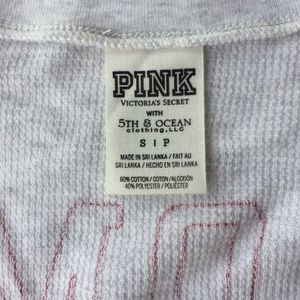 PINK
VICTORIA'S SECRET
WITH
5TH & OCEAN
clothing, LLC
S | P
MADE IN SRI LANKA / FAIT AU
SRI LANKA / HECHO EN SRI LANKA
60% COTTON / COTON / ALGODÓN
40% POLYESTER / POLIÉSTER